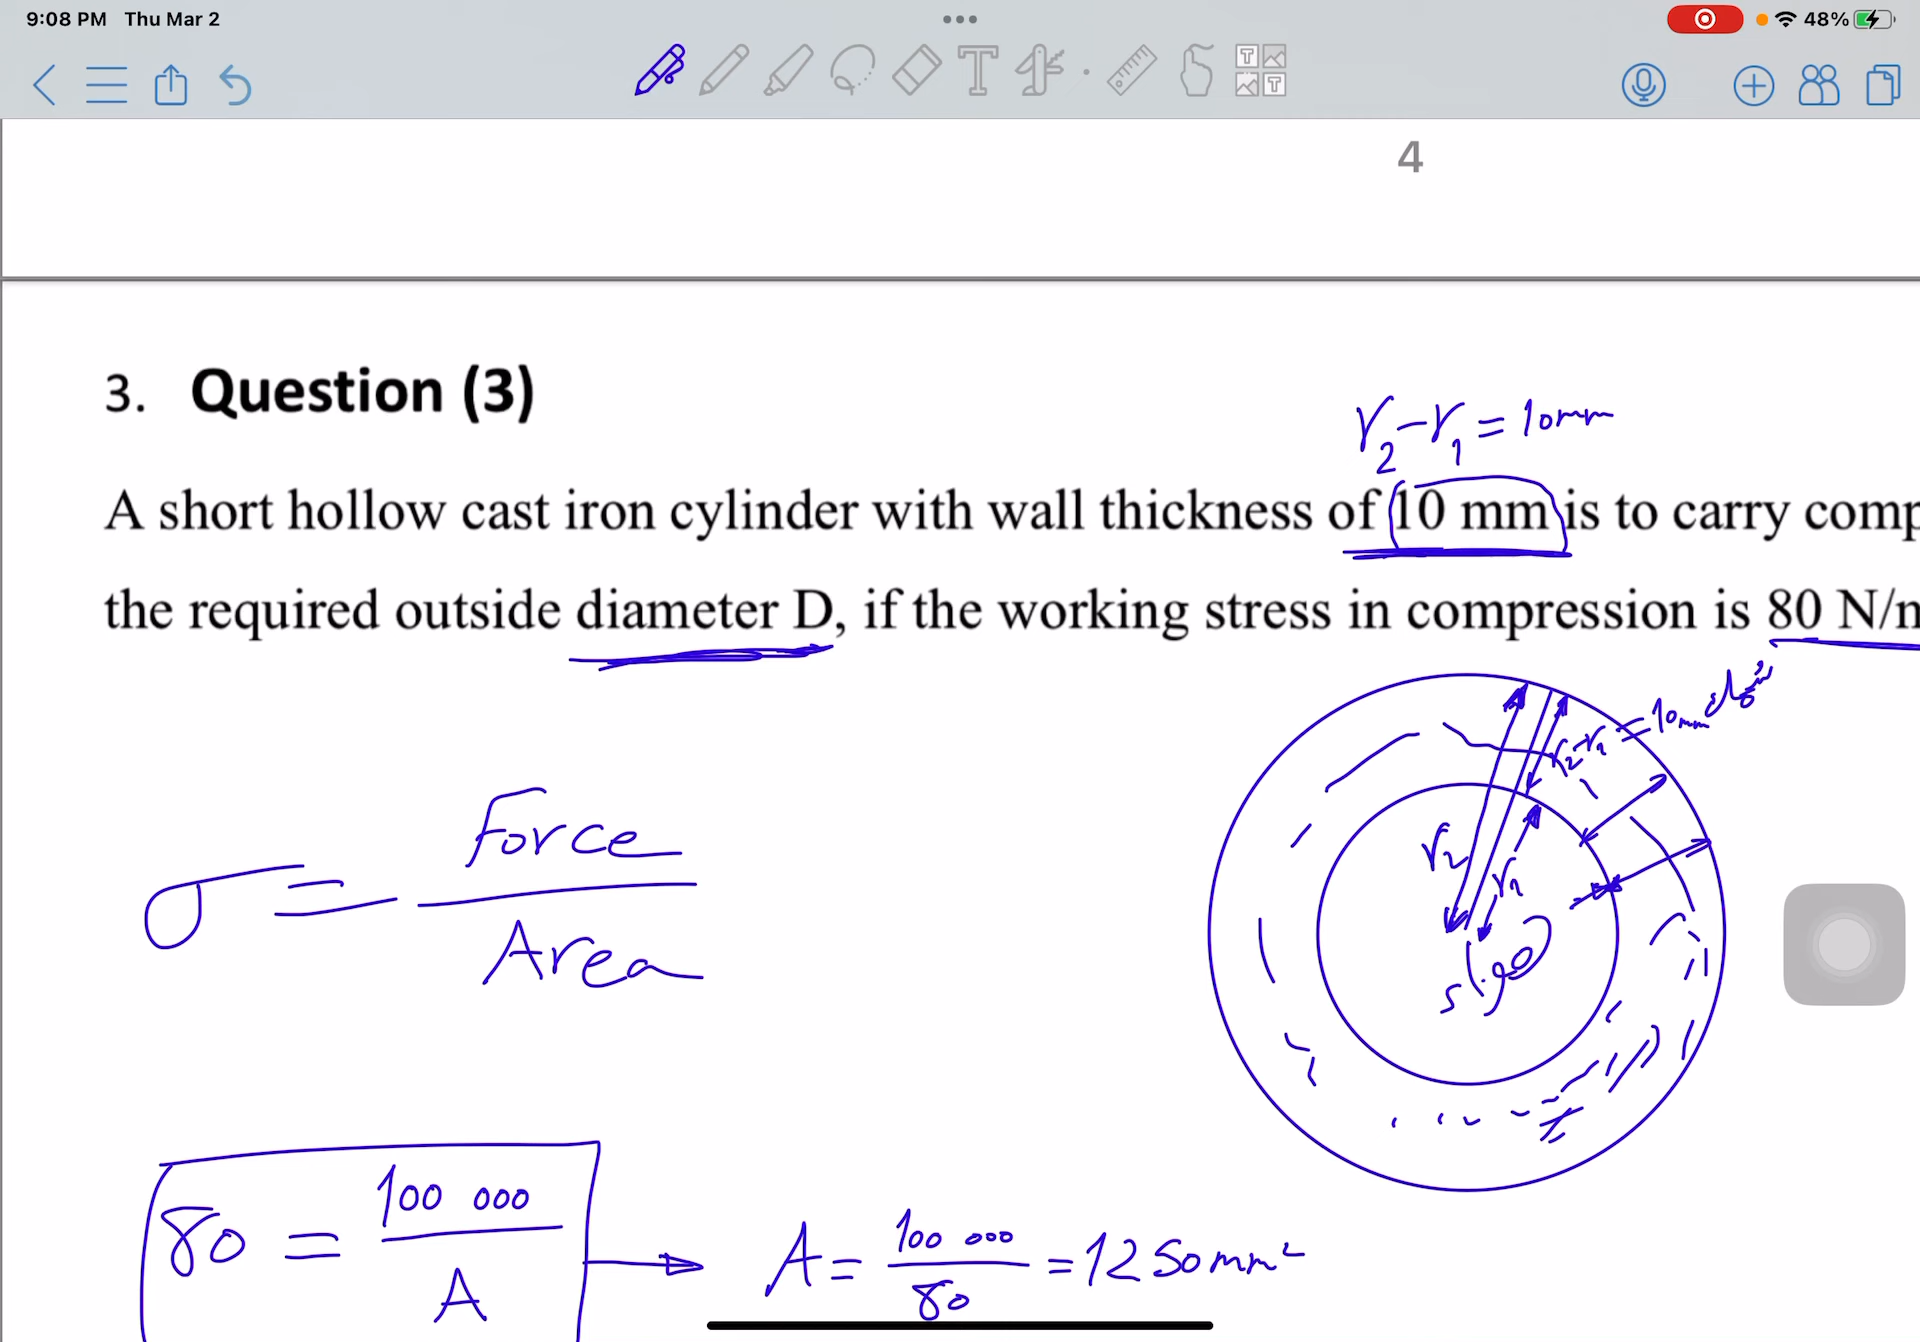 9:08 PM Thu Mar 2
48%
4
3. Question (3)
r₂-r₁ = 10mm
A short hollow cast iron cylinder with wall thickness of 10 mm is to carry comp
the required outside diameter D, if the working stress in compression is 80 N/m
r₂-r₁ = 10mm
r₂
r₁
σ = Force / Area
80 = 100 000 / A
A = 100 000 / 80 = 1250 mm²